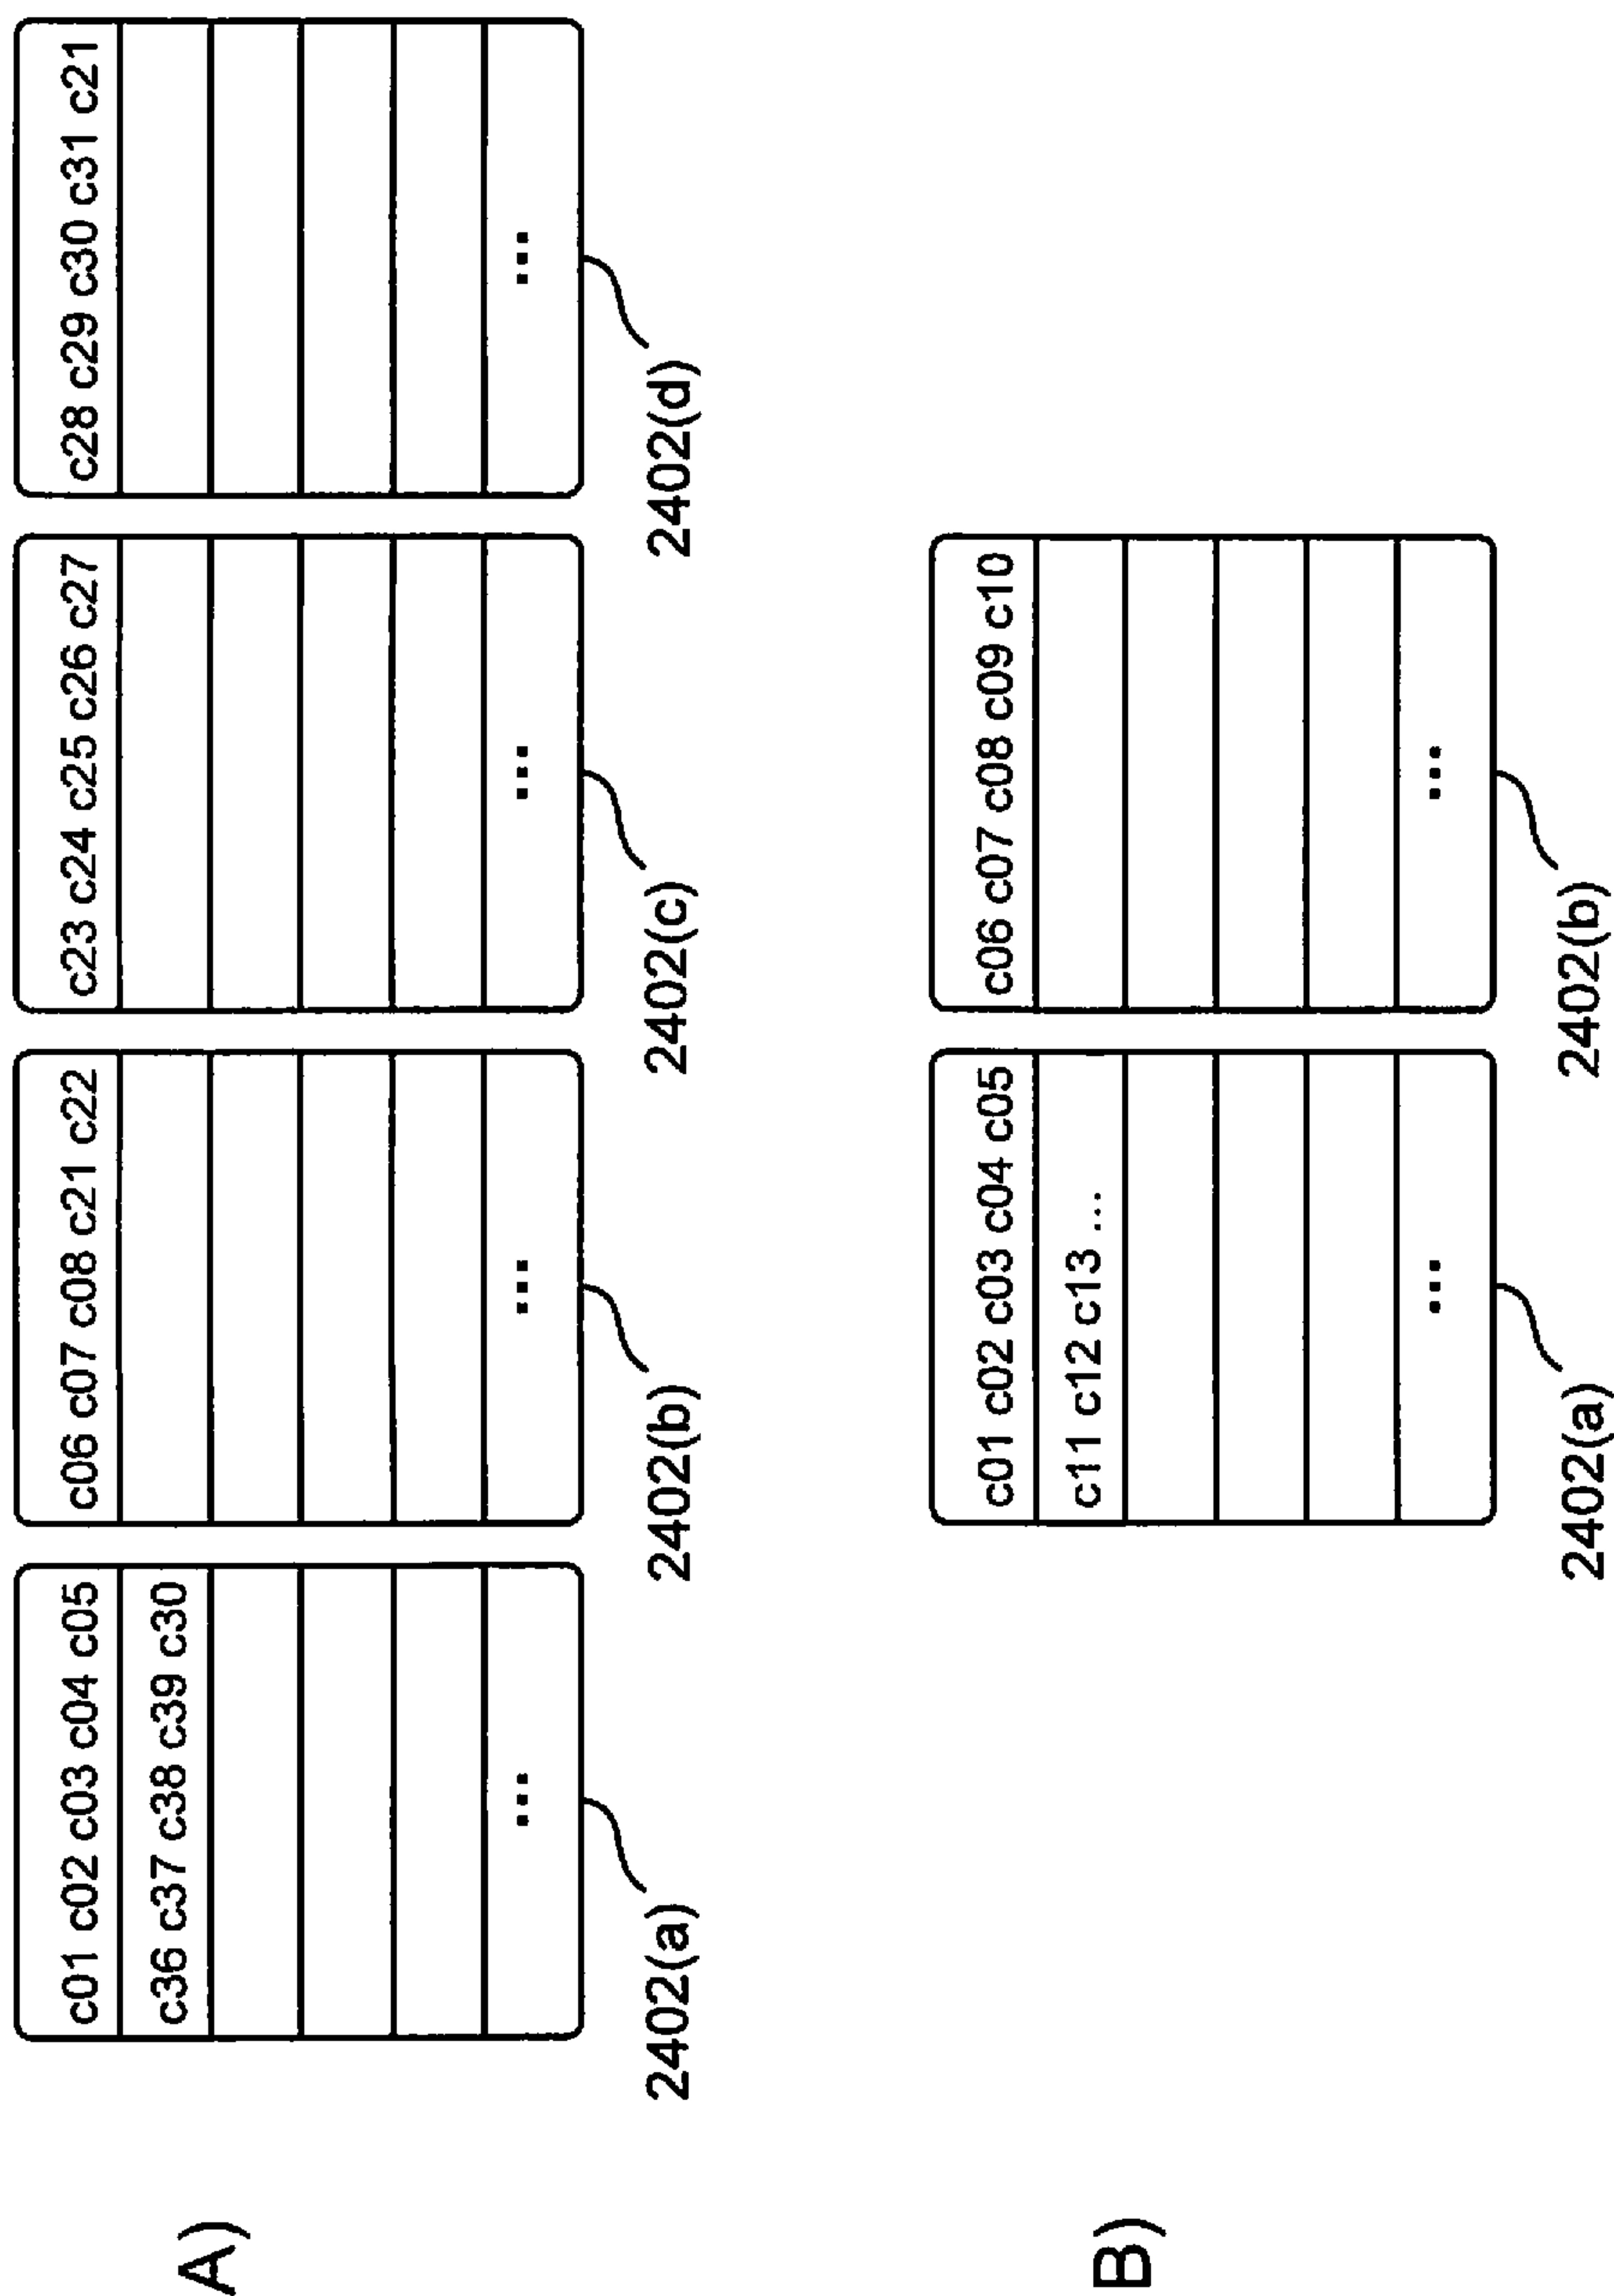 A)
c01 c02 c03 c04 c05
c36 c37 c38 c39 c30
...
2402(a)
c06 c07 c08 c21 c22
...
2402(b)
c23 c24 c25 c26 c27
...
2402(c)
c28 c29 c30 c31 c21
...
2402(d)
B)
c01 c02 c03 c04 c05
c11 c12 c13 ...
...
2402(a)
c06 c07 c08 c09 c10
...
2402(b)